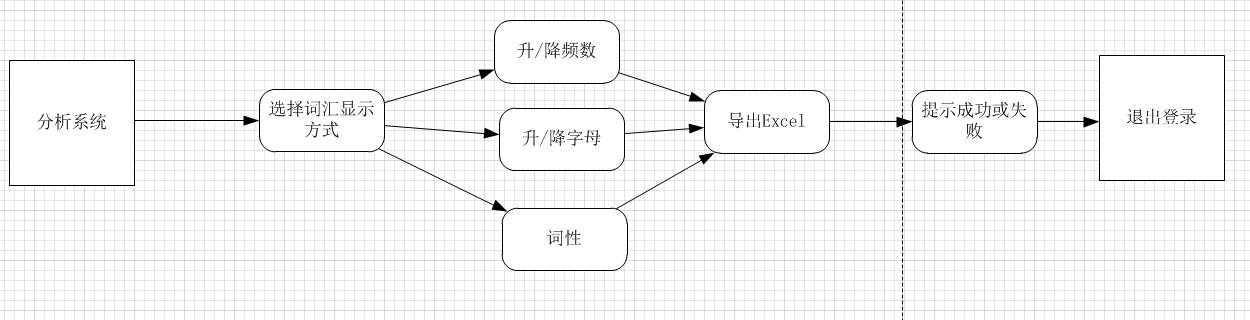 分析系统
选择词汇显示
方式
升/降频数
升/降字母
词性
导出Excel
提示成功或失
败
退出登录